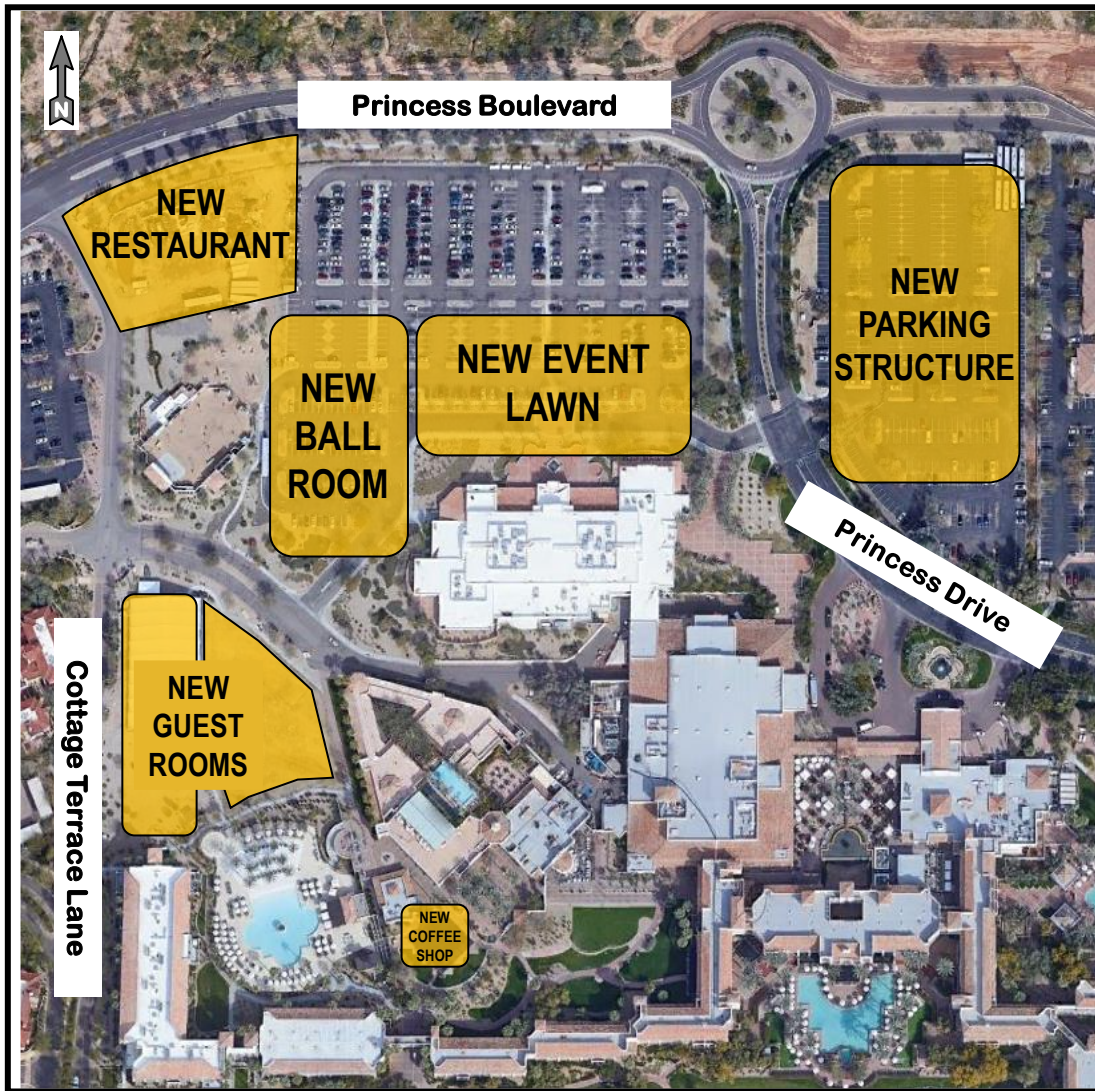 N
Princess Boulevard
NEW
RESTAURANT
NEW
PARKING
STRUCTURE
NEW EVENT
LAWN
NEW
BALL
ROOM
Princess Drive
Cottage Terrace Lane
NEW
GUEST
ROOMS
NEW
COFFEE
SHOP